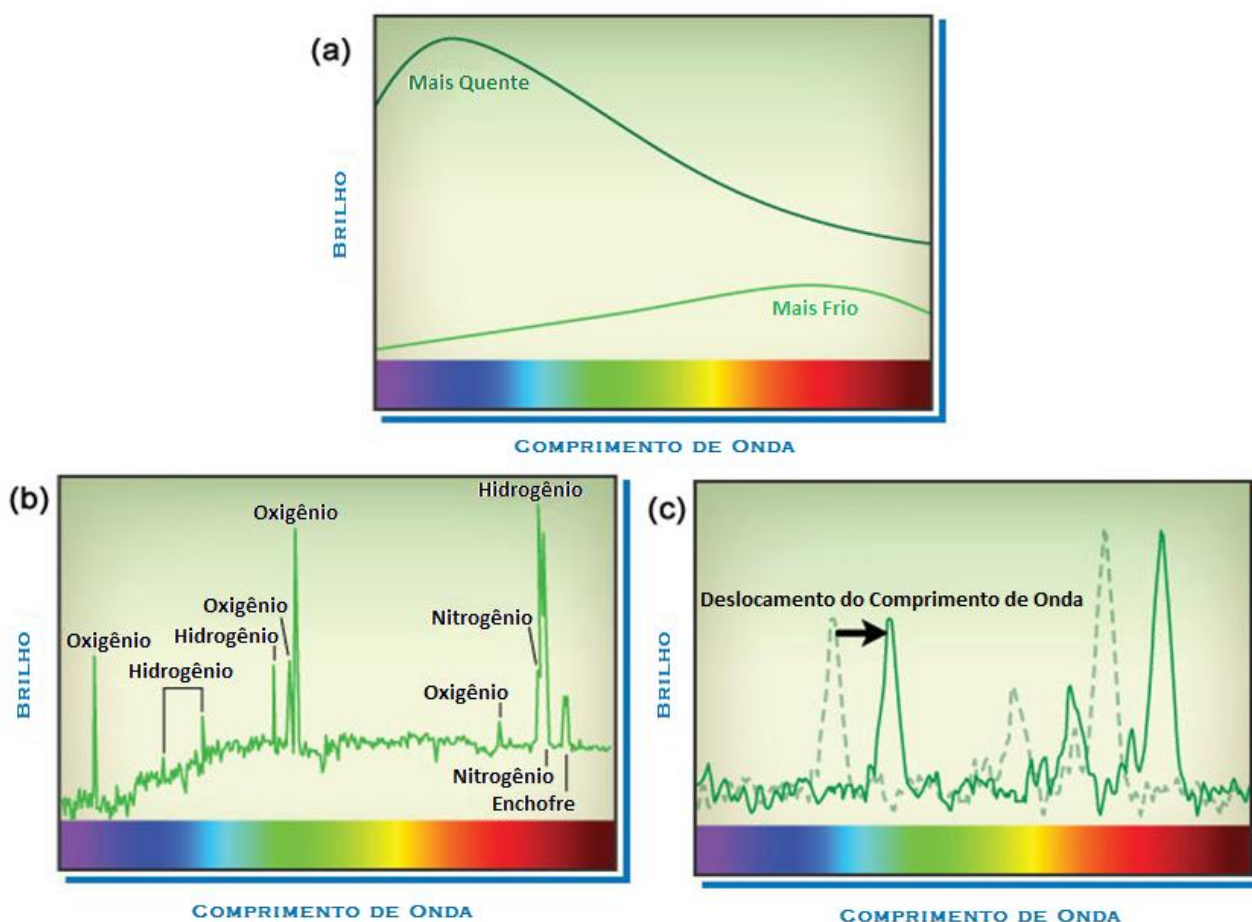 (a)
Mais Quente
Mais Frio
BRILHO
COMPRIMENTO DE ONDA
(b)
Hidrogênio
Oxigênio
Oxigênio
Nitrogênio
Oxigênio
Hidrogênio
Hidrogênio
Oxigênio
Nitrogênio
Enchofre
BRILHO
COMPRIMENTO DE ONDA
(c)
Deslocamento do Comprimento de Onda
BRILHO
COMPRIMENTO DE ONDA